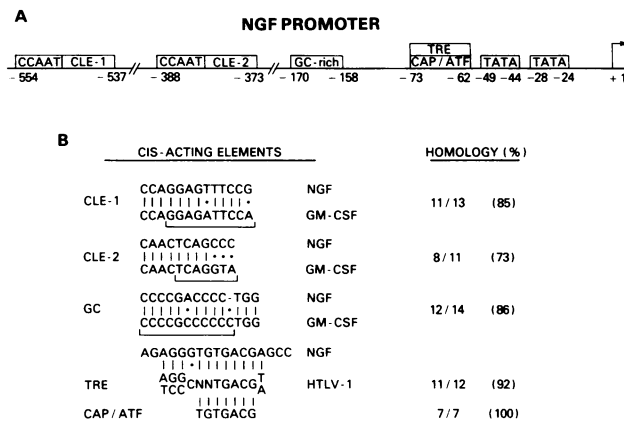 A
NGF PROMOTER
TRE
CCAAT CLE-1 CCAAT CLE-2 GC-rich CAP/ATF TATA TATA
-554 -537 -388 -373 -170 -158 -73 -62 -49 -44 -28 -24 +1
B
CIS-ACTING ELEMENTS HOMOLOGY (%)
CCAGGAGTTTCCG NGF
CLE-1 11/13 (85)
CCAGGAGATTCCA GM-CSF
CAACTCAGCCC NGF
CLE-2 8/11 (73)
CAACTCAGGTA GM-CSF
CCCCGACCCC-TGG NGF
GC 12/14 (86)
CCCCGCCCCCCTGG GM-CSF
AGAGGGTGTGACGAGCC NGF
AGG T
TRE CNNTGACG HTLV-1 11/12 (92)
TCC A
CAP/ATF TGTGACG 7/7 (100)